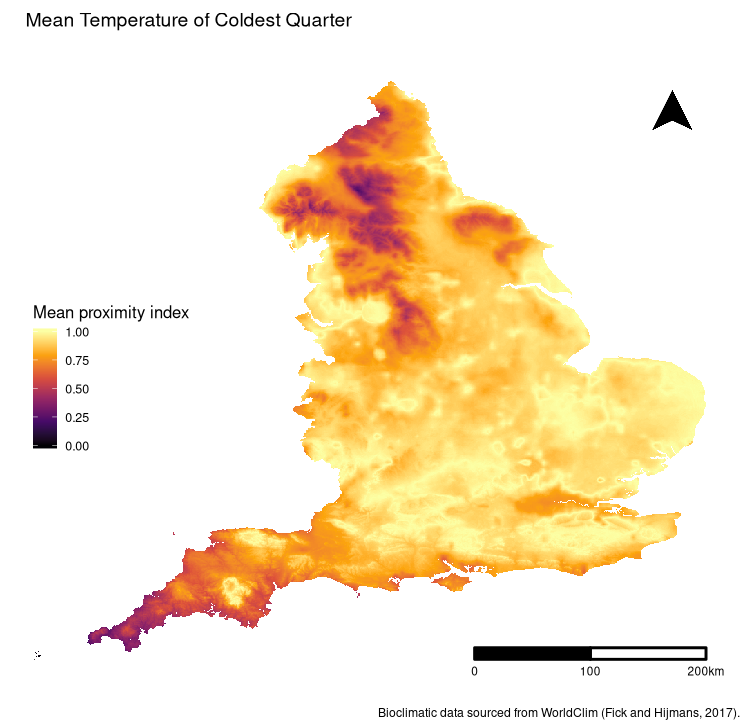 Mean Temperature of Coldest Quarter
Mean proximity index
1.00
0.75
0.50
0.25
0.00
0 100 200km
Bioclimatic data sourced from WorldClim (Fick and Hijmans, 2017).